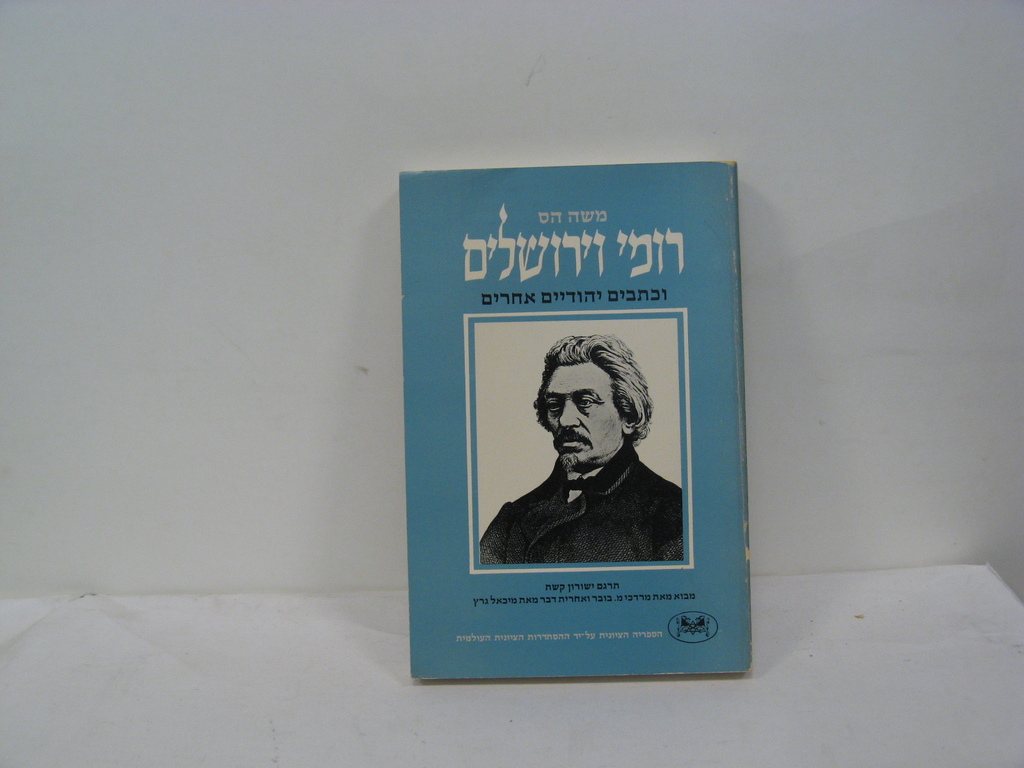 משה הס
רומי וירושלים
וכתבים יהודיים אחרים
תרגם ישורון קשת
מבוא מאת מרדכי מ. בובר ואחרית דבר מאת מיכאל גרץ
הספריה הציונית על־יד ההסתדרות הציונית העולמית